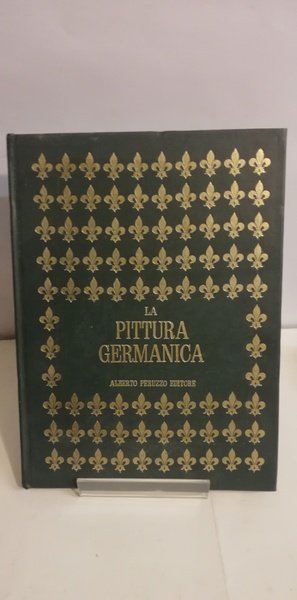 LA
PITTURA
GERMANICA
ALBERTO PERUZZO EDITORE